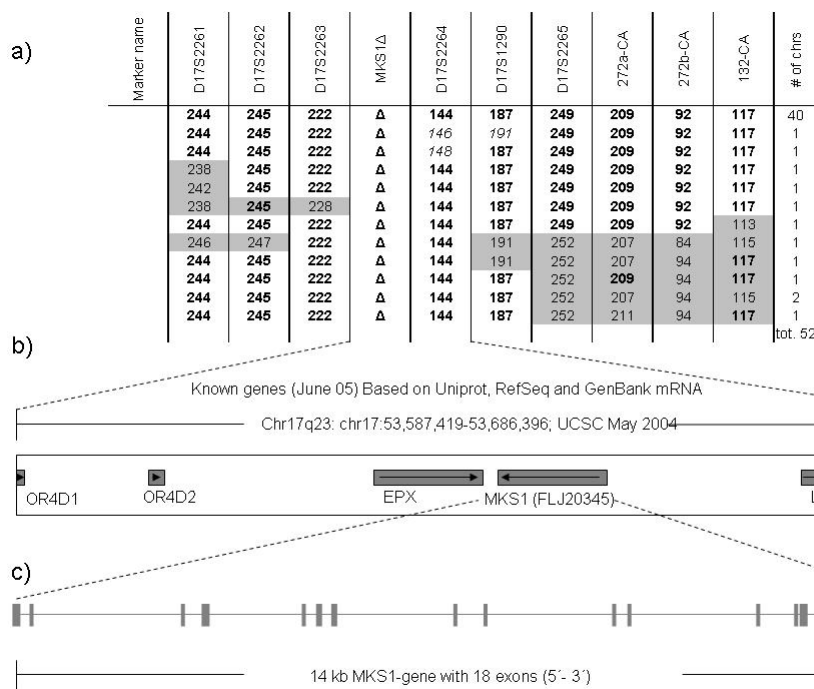 a)
Marker name D17S2261 D17S2262 D17S2263 MKS1Δ D17S2264 D17S1290 D17S2265 272a-CA 272b-CA 132-CA # of chrs
244 245 222 Δ 144 187 249 209 92 117 40
244 245 222 Δ 146 191 249 209 92 117 1
244 245 222 Δ 148 187 249 209 92 117 1
238 245 222 Δ 144 187 249 209 92 117 1
242 245 222 Δ 144 187 249 209 92 117 1
238 245 228 Δ 144 187 249 209 92 117 1
244 245 222 Δ 144 187 249 209 92 113 1
246 247 222 Δ 144 191 252 207 84 115 1
244 245 222 Δ 144 191 252 207 94 117 1
244 245 222 Δ 144 187 252 209 94 117 1
244 245 222 Δ 144 187 252 207 94 115 2
244 245 222 Δ 144 187 252 211 94 117 1
tot. 52
b)
Known genes (June 05) Based on Uniprot, RefSeq and GenBank mRNA
Chr17q23: chr17:53,587,419-53,686,396; UCSC May 2004
OR4D1 OR4D2 EPX MKS1 (FLJ20345)
c)
14 kb MKS1-gene with 18 exons (5´- 3´)